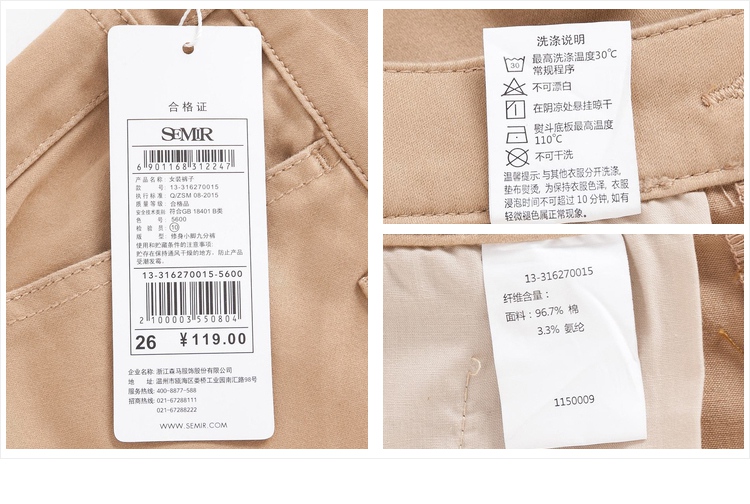 合格证
SEMIR
6 901168 312247
产品名称: 女装裤子
款 号: 13-316270015
执行标准: Q/ZSM 08-2015
质量等级: 合格品
安全技术类别: 符合GB 18401 B类
色 号: 5600
检 验 员: 10
版 型: 修身小脚九分裤
使用和贮藏条件的注意事项:
贮存在保持通风干燥的地方, 防止产品
受潮发霉。
13-316270015-5600
2 100003 550804
26 ¥119.00
企业名称: 浙江森马服饰股份有限公司
地 址: 温州市瓯海区娄桥工业园南汇路98号
服务热线: 400-8877-588
招商热线: 021-67288111
021-67288222
WWW.SEMIR.COM
洗涤说明
30
最高洗涤温度30℃
常规程序
不可漂白
在阴凉处悬挂晾干
熨斗底板最高温度
110℃
不可干洗
温馨提示: 与其他衣服分开洗涤,
垫布熨烫, 为保持衣服色泽, 衣服
浸泡时间不可超过 10 分钟, 如有
轻微褪色属正常现象。
13-316270015
纤维含量:
面料: 96.7% 棉
3.3% 氨纶
1150009